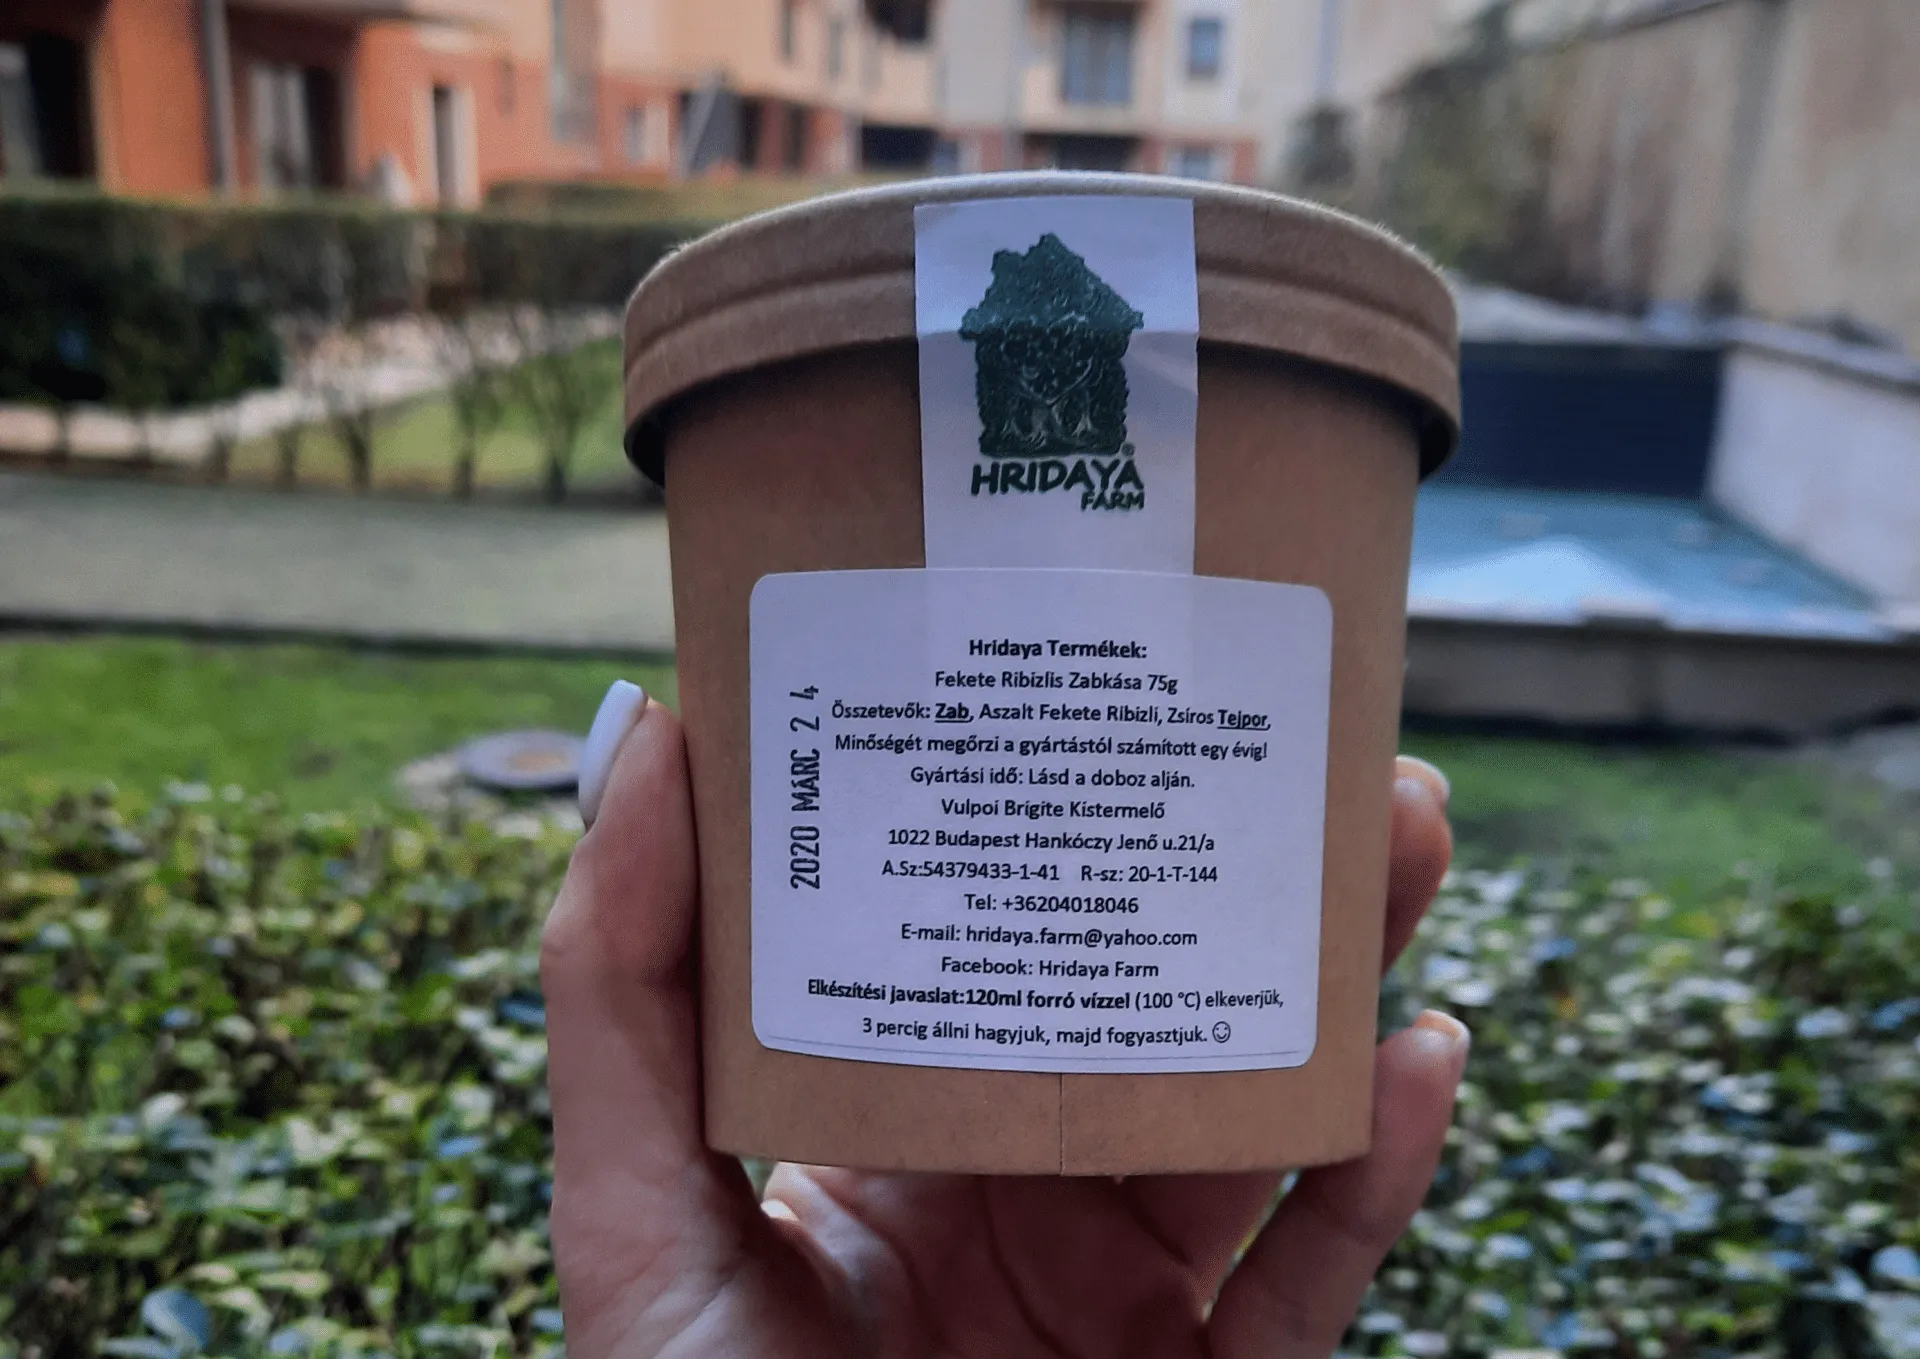 HRIDAYA®
FARM
Hridaya Termékek:
Fekete Ribizlis Zabkása 75g
Összetevők: Zab, Aszalt Fekete Ribizli, Zsíros Tejpor,
Minőségét megőrzi a gyártástól számított egy évig!
Gyártási idő: Lásd a doboz alján.
Vulpoi Brigite Kistermelő
1022 Budapest Hankóczy Jenő u.21/a
A.Sz:54379433-1-41 R-sz: 20-1-T-144
Tel: +36204018046
E-mail: hridaya.farm@yahoo.com
Facebook: Hridaya Farm
Elkészítési javaslat:120ml forró vízzel (100 °C) elkeverjük,
3 percig állni hagyjuk, majd fogyasztjuk. ☺
2020 MÁRC 2 4